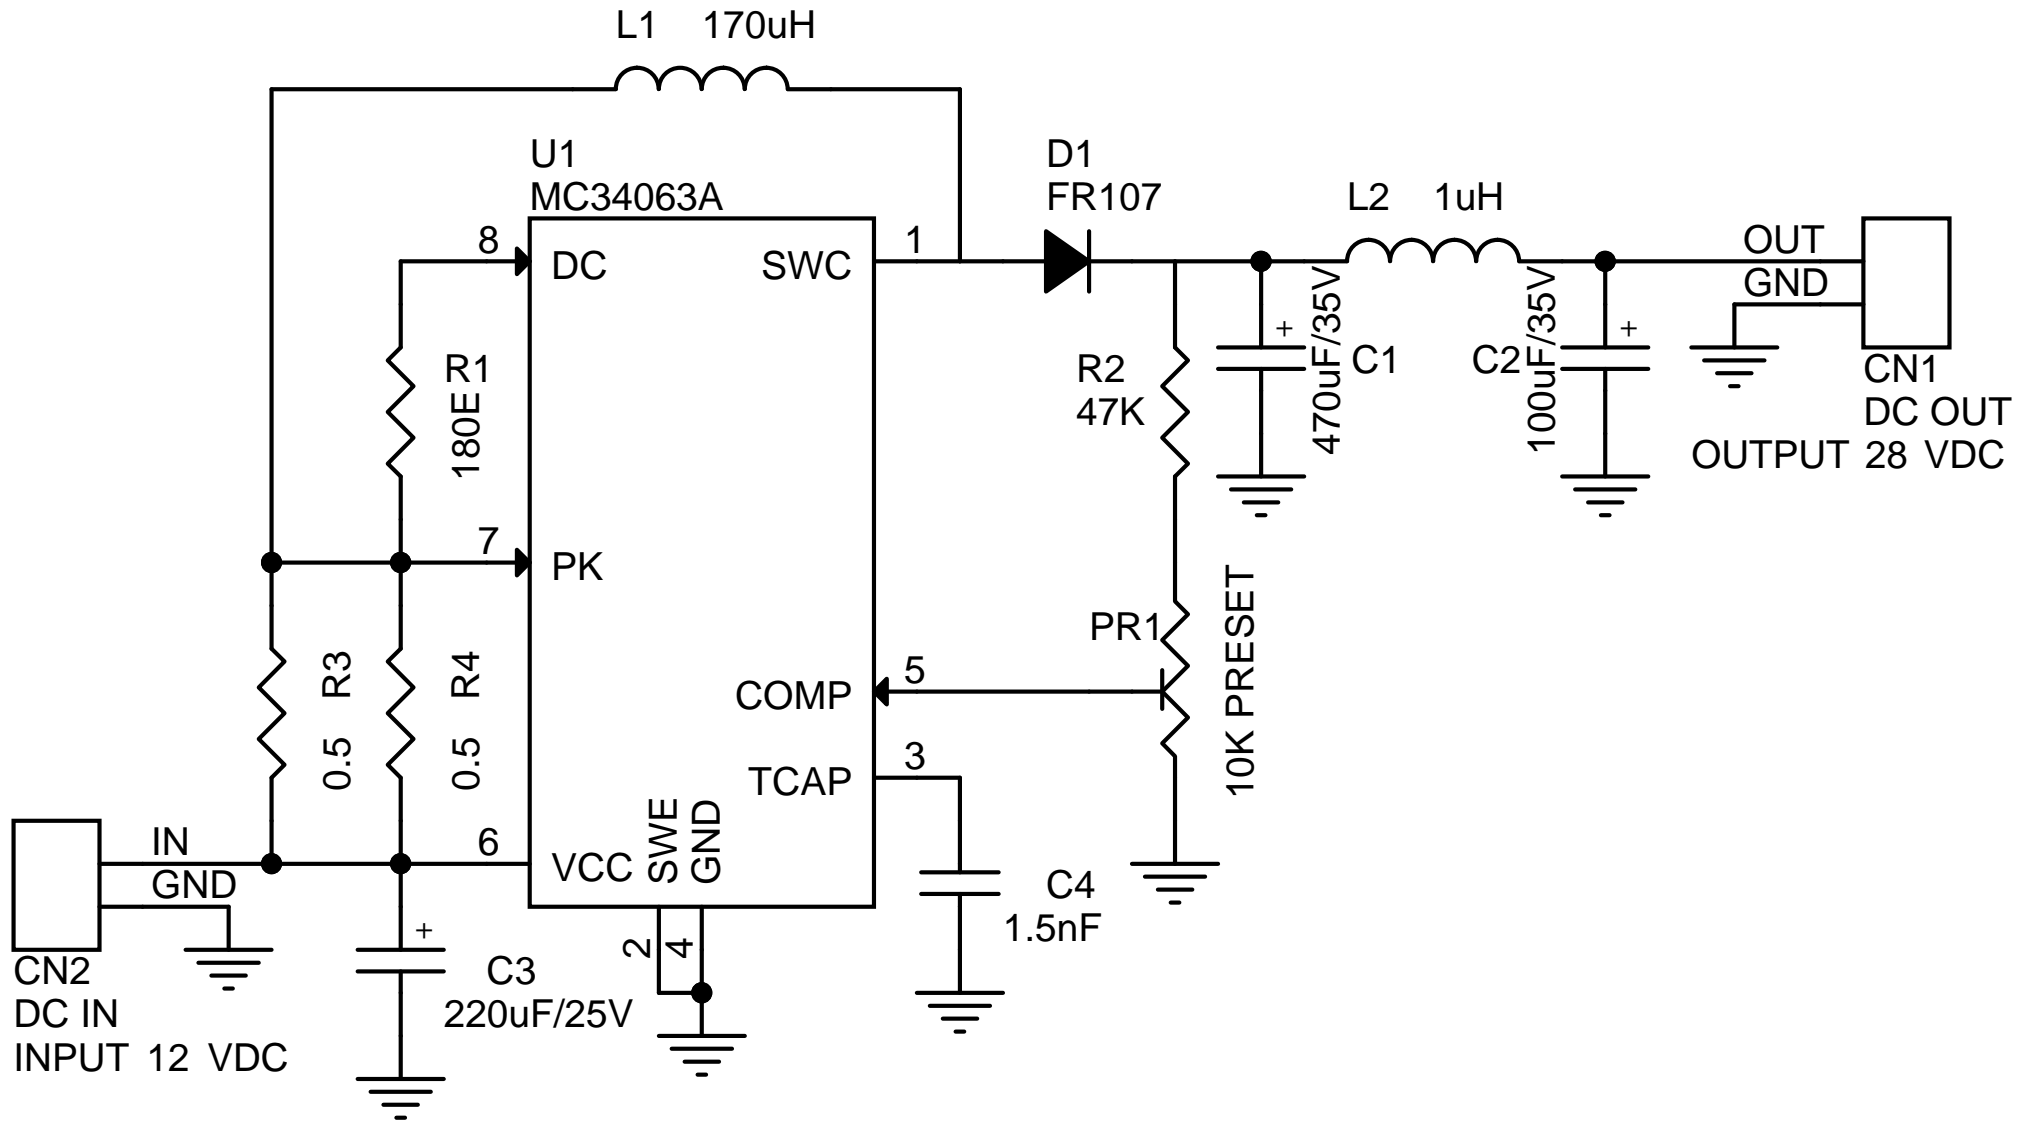 L1 170uH
U1
MC34063A
D1
FR107
L2 1uH
8
DC
SWC
1
OUT
GND
R1
180E
R2
47K
+
470uF/35V
C1
C2
100uF/35V
+
CN1
DC OUT
OUTPUT 28 VDC
7
PK
PR1
10K PRESET
R3
0.5
R4
0.5
COMP
5
TCAP
3
IN
GND
6
VCC
SWE
GND
2
4
C4
1.5nF
CN2
DC IN
INPUT 12 VDC
+
C3
220uF/25V